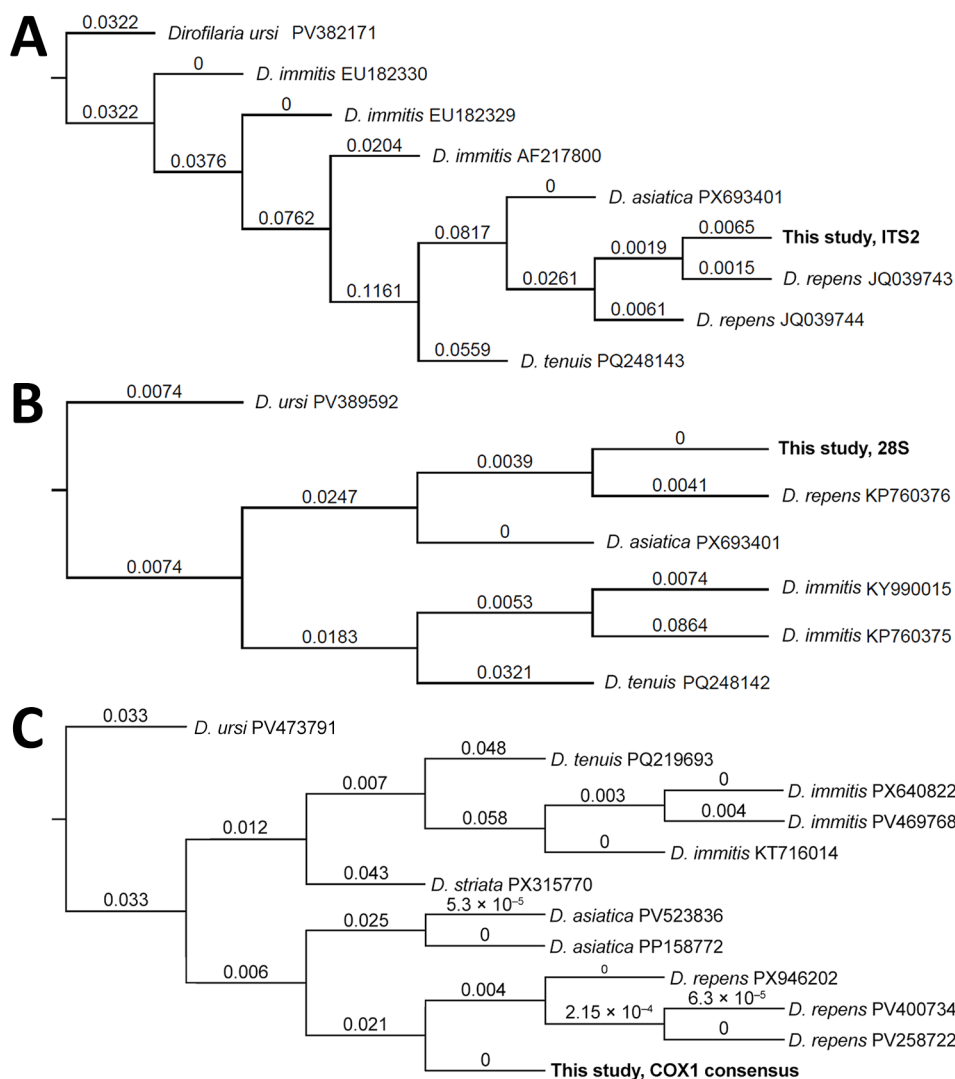 A
0.0322
Dirofilaria ursi PV382171
0
D. immitis EU182330
0.0322
0
D. immitis EU182329
0.0376
0.0204
D. immitis AF217800
0
D. asiatica PX693401
0.0762
0.0817
0.0065
This study, ITS2
0.0019
0.0015
D. repens JQ039743
0.0261
0.1161
0.0061
D. repens JQ039744
0.0559
D. tenuis PQ248143
B
0.0074
D. ursi PV389592
0
This study, 28S
0.0039
0.0041
D. repens KP760376
0.0247
0
D. asiatica PX693401
0.0074
0.0074
D. immitis KY990015
0.0053
0.0864
D. immitis KP760375
0.0183
0.0321
D. tenuis PQ248142
C
0.033
D. ursi PV473791
0.048
D. tenuis PQ219693
0.007
0
D. immitis PX640822
0.003
0.004
D. immitis PV469768
0.012
0.058
0
D. immitis KT716014
0.043
D. striata PX315770
0.033
5.3 × 10⁻⁵
D. asiatica PV523836
0.025
0
D. asiatica PP158772
0.006
0
D. repens PX946202
0.004
6.3 × 10⁻⁵
D. repens PV400734
2.15 × 10⁻⁴
0
D. repens PV258722
0.021
0
This study, COX1 consensus